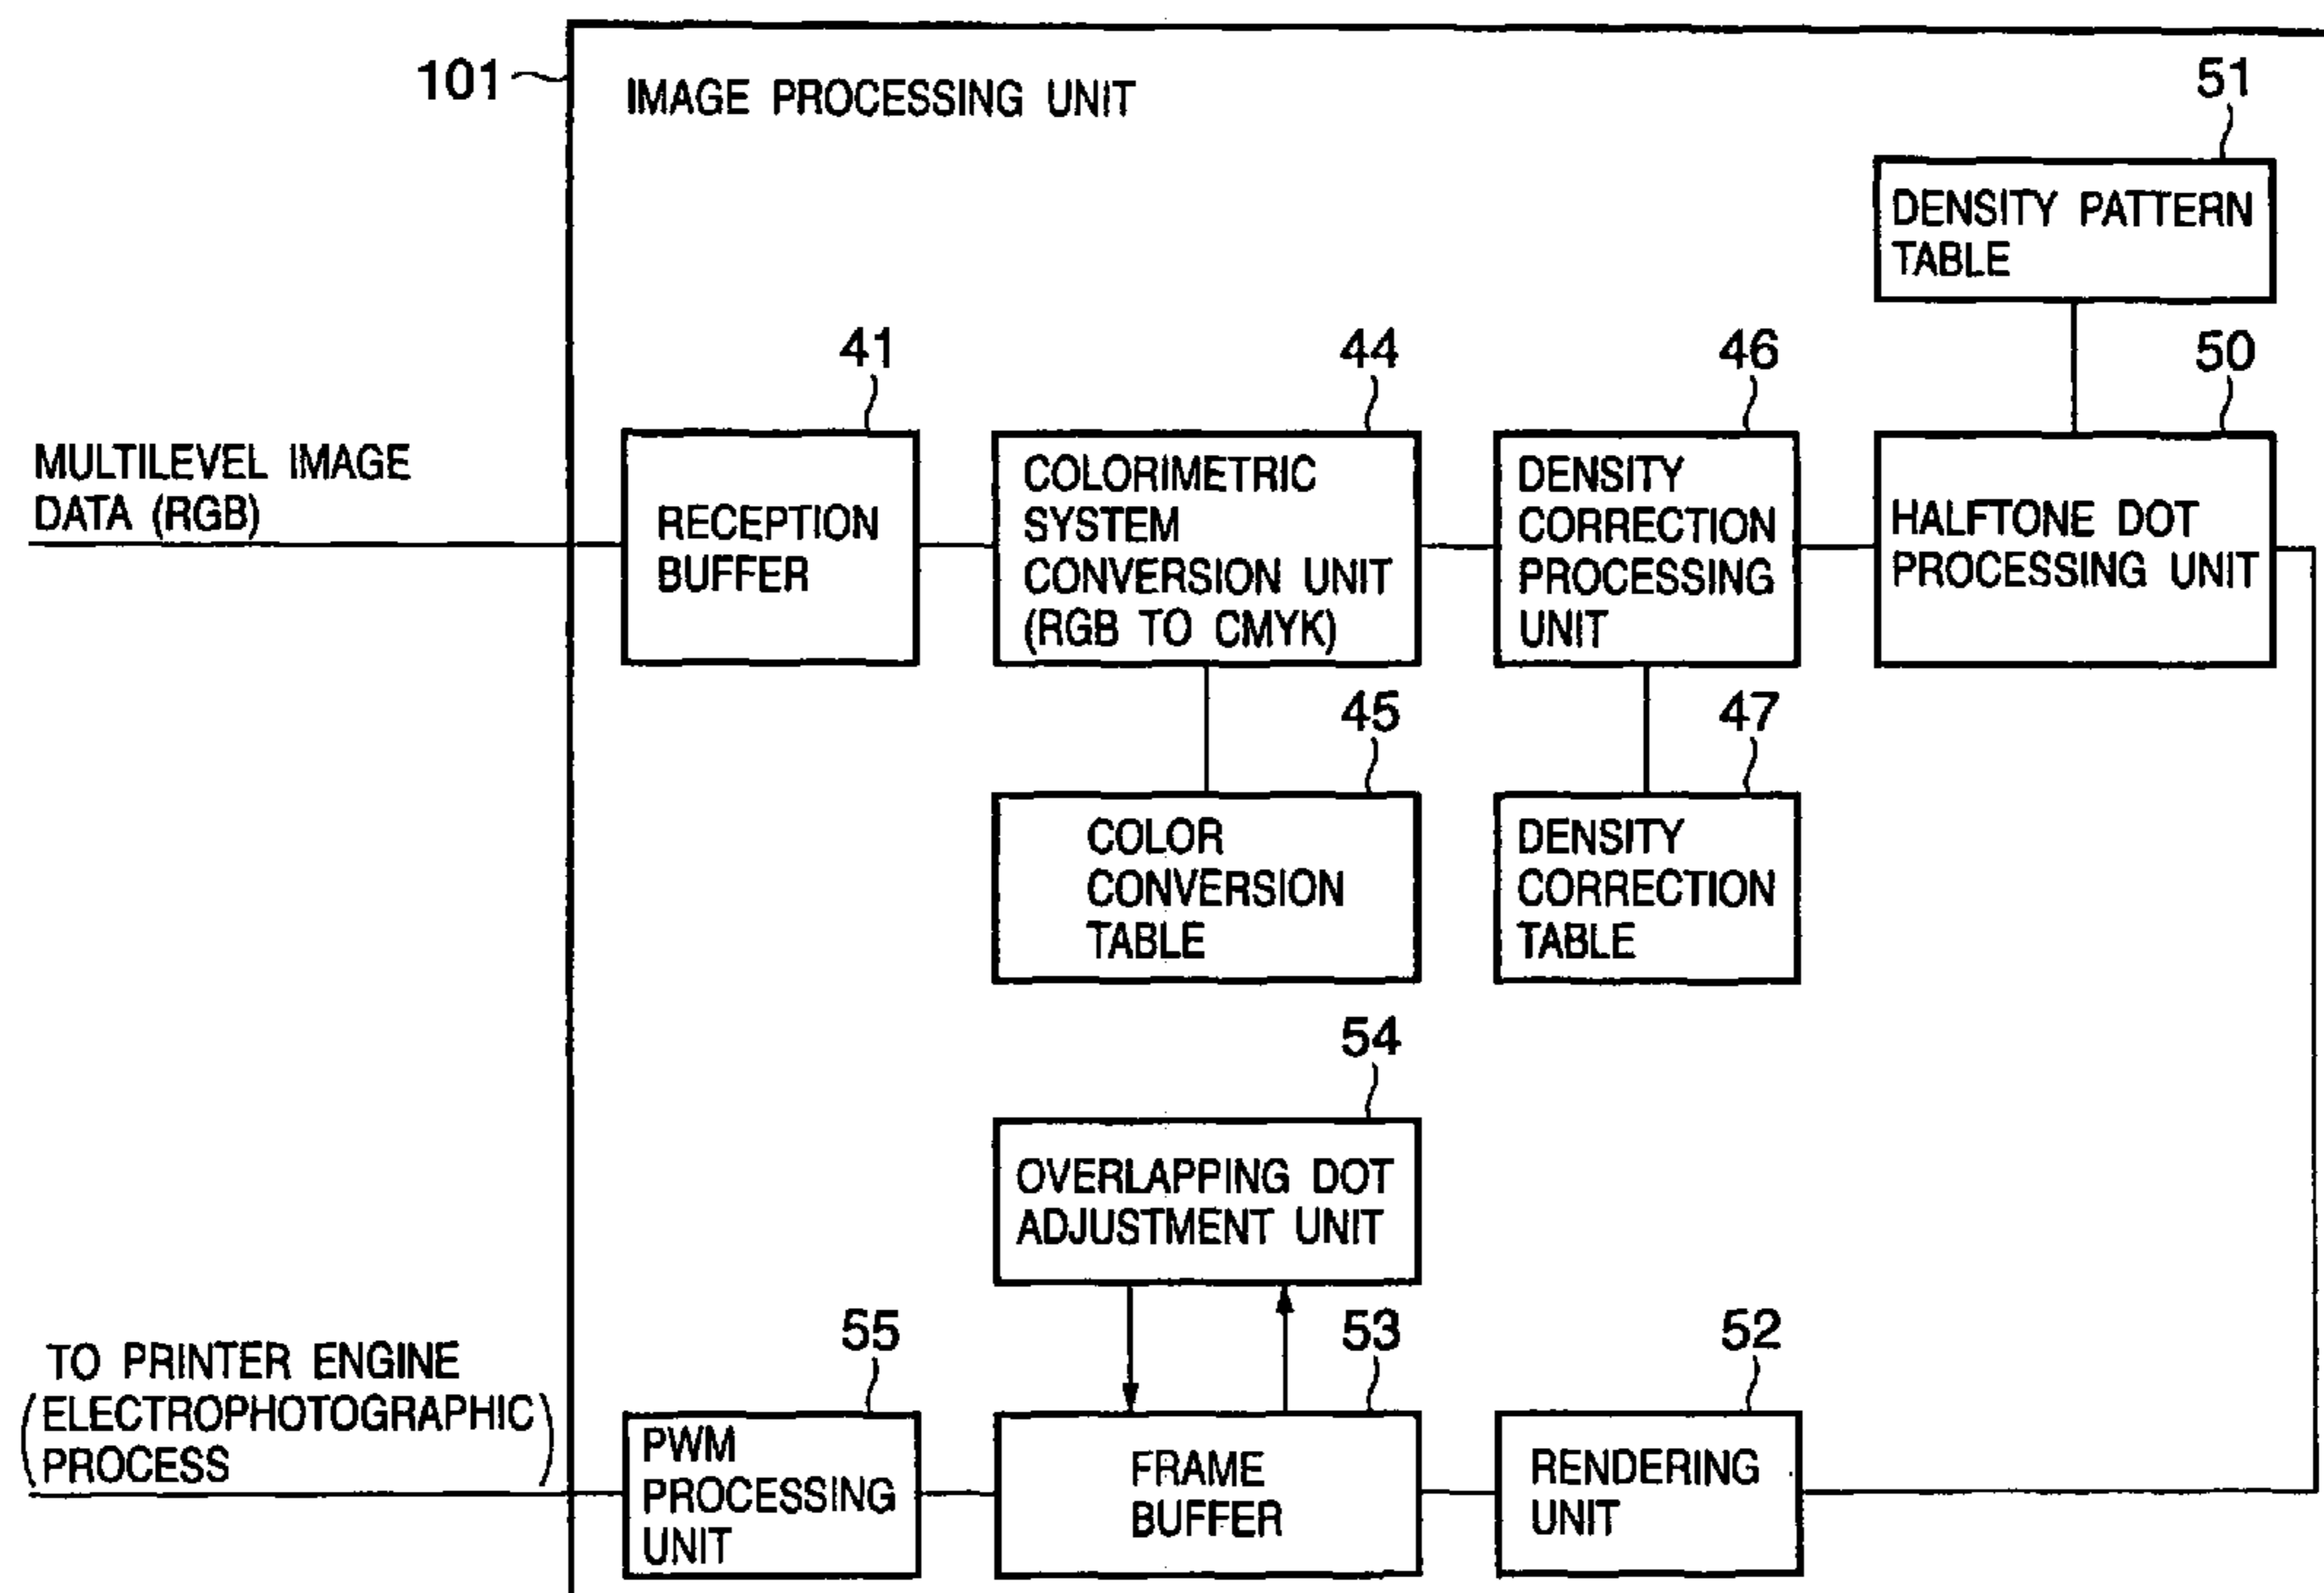 101
IMAGE PROCESSING UNIT
51
DENSITY PATTERN
TABLE
41
44
46
50
MULTILEVEL IMAGE
DATA (RGB)
RECEPTION
BUFFER
COLORIMETRIC
SYSTEM
CONVERSION UNIT
(RGB TO CMYK)
DENSITY
CORRECTION
PROCESSING
UNIT
HALFTONE DOT
PROCESSING UNIT
45
47
COLOR
CONVERSION
TABLE
DENSITY
CORRECTION
TABLE
54
OVERLAPPING DOT
ADJUSTMENT UNIT
55
53
52
TO PRINTER ENGINE
(ELECTROPHOTOGRAPHIC
PROCESS)
PWM
PROCESSING
UNIT
FRAME
BUFFER
RENDERING
UNIT